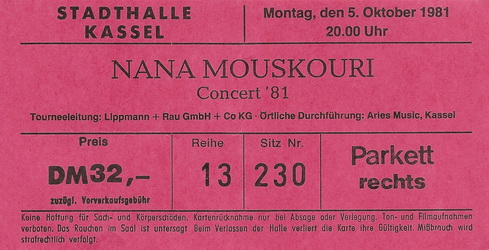 STADTHALLE
KASSEL
Montag, den 5. Oktober 1981
20.00 Uhr
NANA MOUSKOURI
Concert '81
Tourneeleitung: Lippmann + Rau GmbH + Co KG · Örtliche Durchführung: Aries Music, Kassel
Preis
DM 32,–
zuzügl. Vorverkaufsgebühr
Reihe
13
Sitz Nr.
230
Parkett
rechts
Keine Haftung für Sach- und Körperschäden. Kartenrücknahme nur bei Absage oder Verlegung. Ton- und Filmaufnahmen
verboten. Das Rauchen im Saal ist untersagt. Beim Verlassen der Halle verliert die Karte ihre Gültigkeit. Mißbrauch wird
strafrechtlich verfolgt.